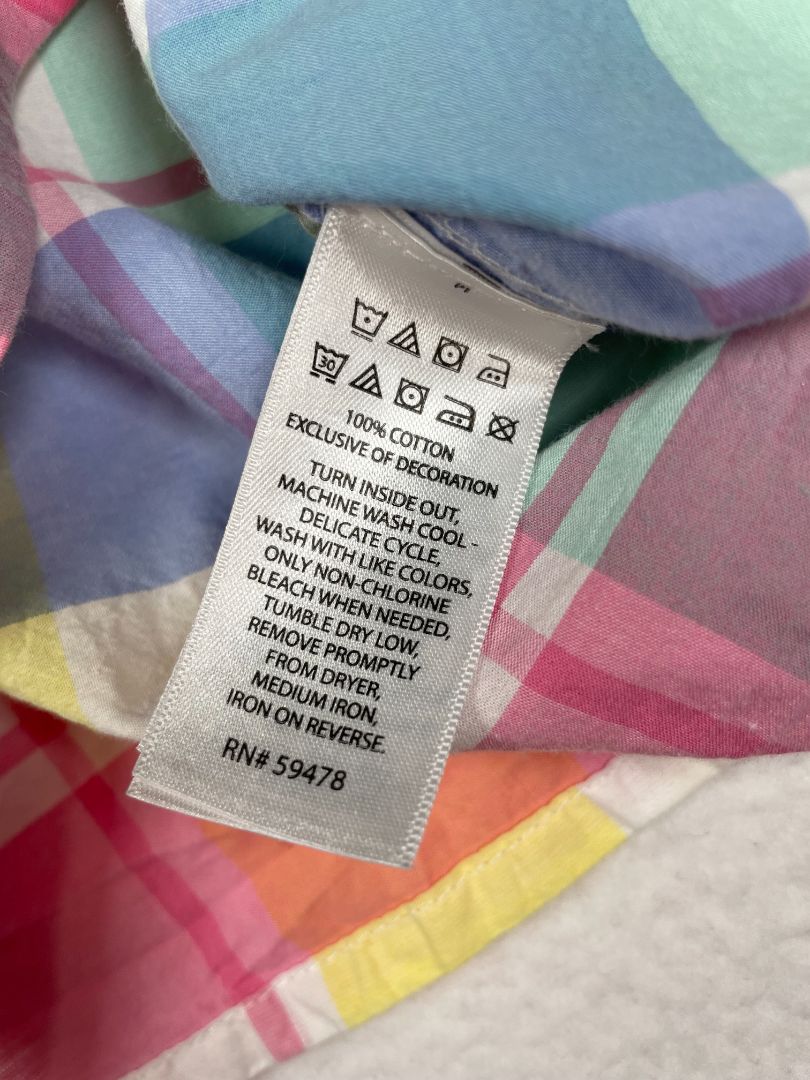 30
100% COTTON
EXCLUSIVE OF DECORATION
TURN INSIDE OUT,
MACHINE WASH COOL -
DELICATE CYCLE,
WASH WITH LIKE COLORS,
ONLY NON-CHLORINE
BLEACH WHEN NEEDED,
TUMBLE DRY LOW,
REMOVE PROMPTLY
FROM DRYER,
MEDIUM IRON,
IRON ON REVERSE.
RN# 59478